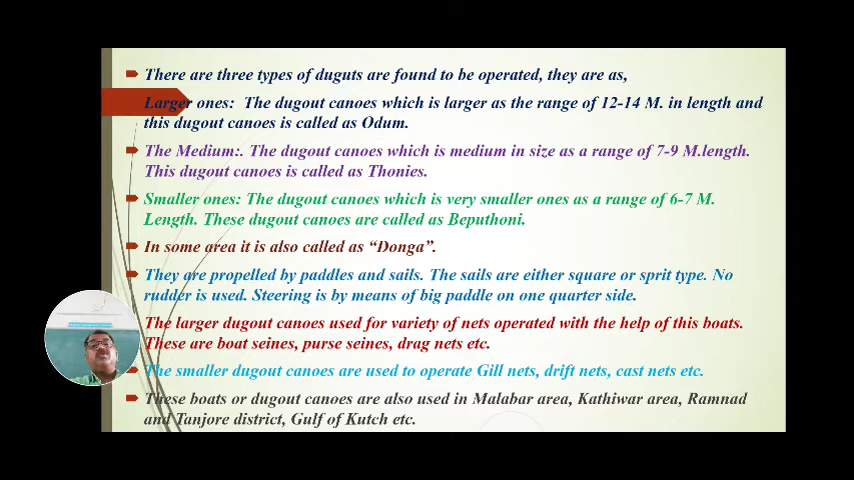 There are three types of duguts are found to be operated, they are as,
Larger ones: The dugout canoes which is larger as the range of 12-14 M. in length and
this dugout canoes is called as Odum.
The Medium:. The dugout canoes which is medium in size as a range of 7-9 M.length.
This dugout canoes is called as Thonies.
Smaller ones: The dugout canoes which is very smaller ones as a range of 6-7 M.
Length. These dugout canoes are called as Beputhoni.
In some area it is also called as “Donga”.
They are propelled by paddles and sails. The sails are either square or sprit type. No
rudder is used. Steering is by means of big paddle on one quarter side.
The larger dugout canoes used for variety of nets operated with the help of this boats.
These are boat seines, purse seines, drag nets etc.
The smaller dugout canoes are used to operate Gill nets, drift nets, cast nets etc.
These boats or dugout canoes are also used in Malabar area, Kathiwar area, Ramnad
and Tanjore district, Gulf of Kutch etc.